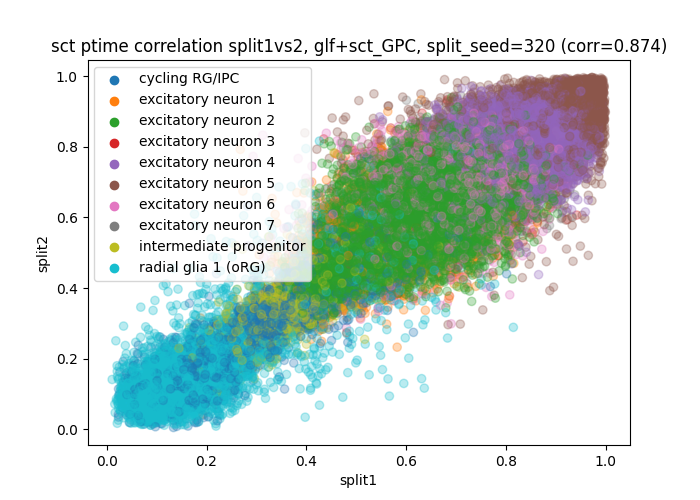 sct ptime correlation split1vs2, glf+sct_GPC, split_seed=320 (corr=0.874)
cycling RG/IPC
excitatory neuron 1
excitatory neuron 2
excitatory neuron 3
excitatory neuron 4
excitatory neuron 5
excitatory neuron 6
excitatory neuron 7
intermediate progenitor
radial glia 1 (oRG)
1.0
0.8
0.6
0.4
0.2
0.0
split2
0.0 0.2 0.4 0.6 0.8 1.0
split1